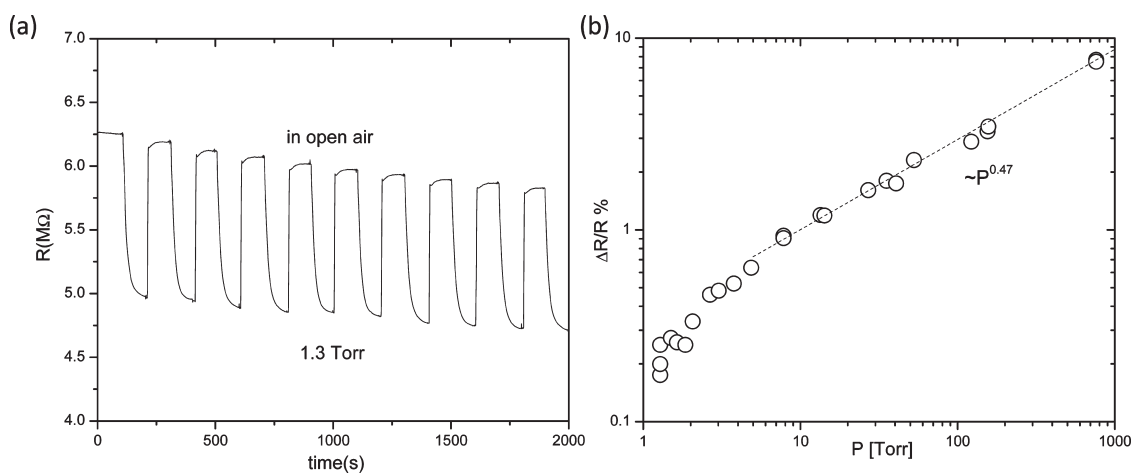 (a)
7.0
6.5
6.0
5.5
5.0
4.5
4.0
R(MΩ)
in open air
1.3 Torr
0 500 1000 1500 2000
time(s)
(b)
10
1
0.1
ΔR/R %
~P^0.47
1 10 100 1000
P [Torr]